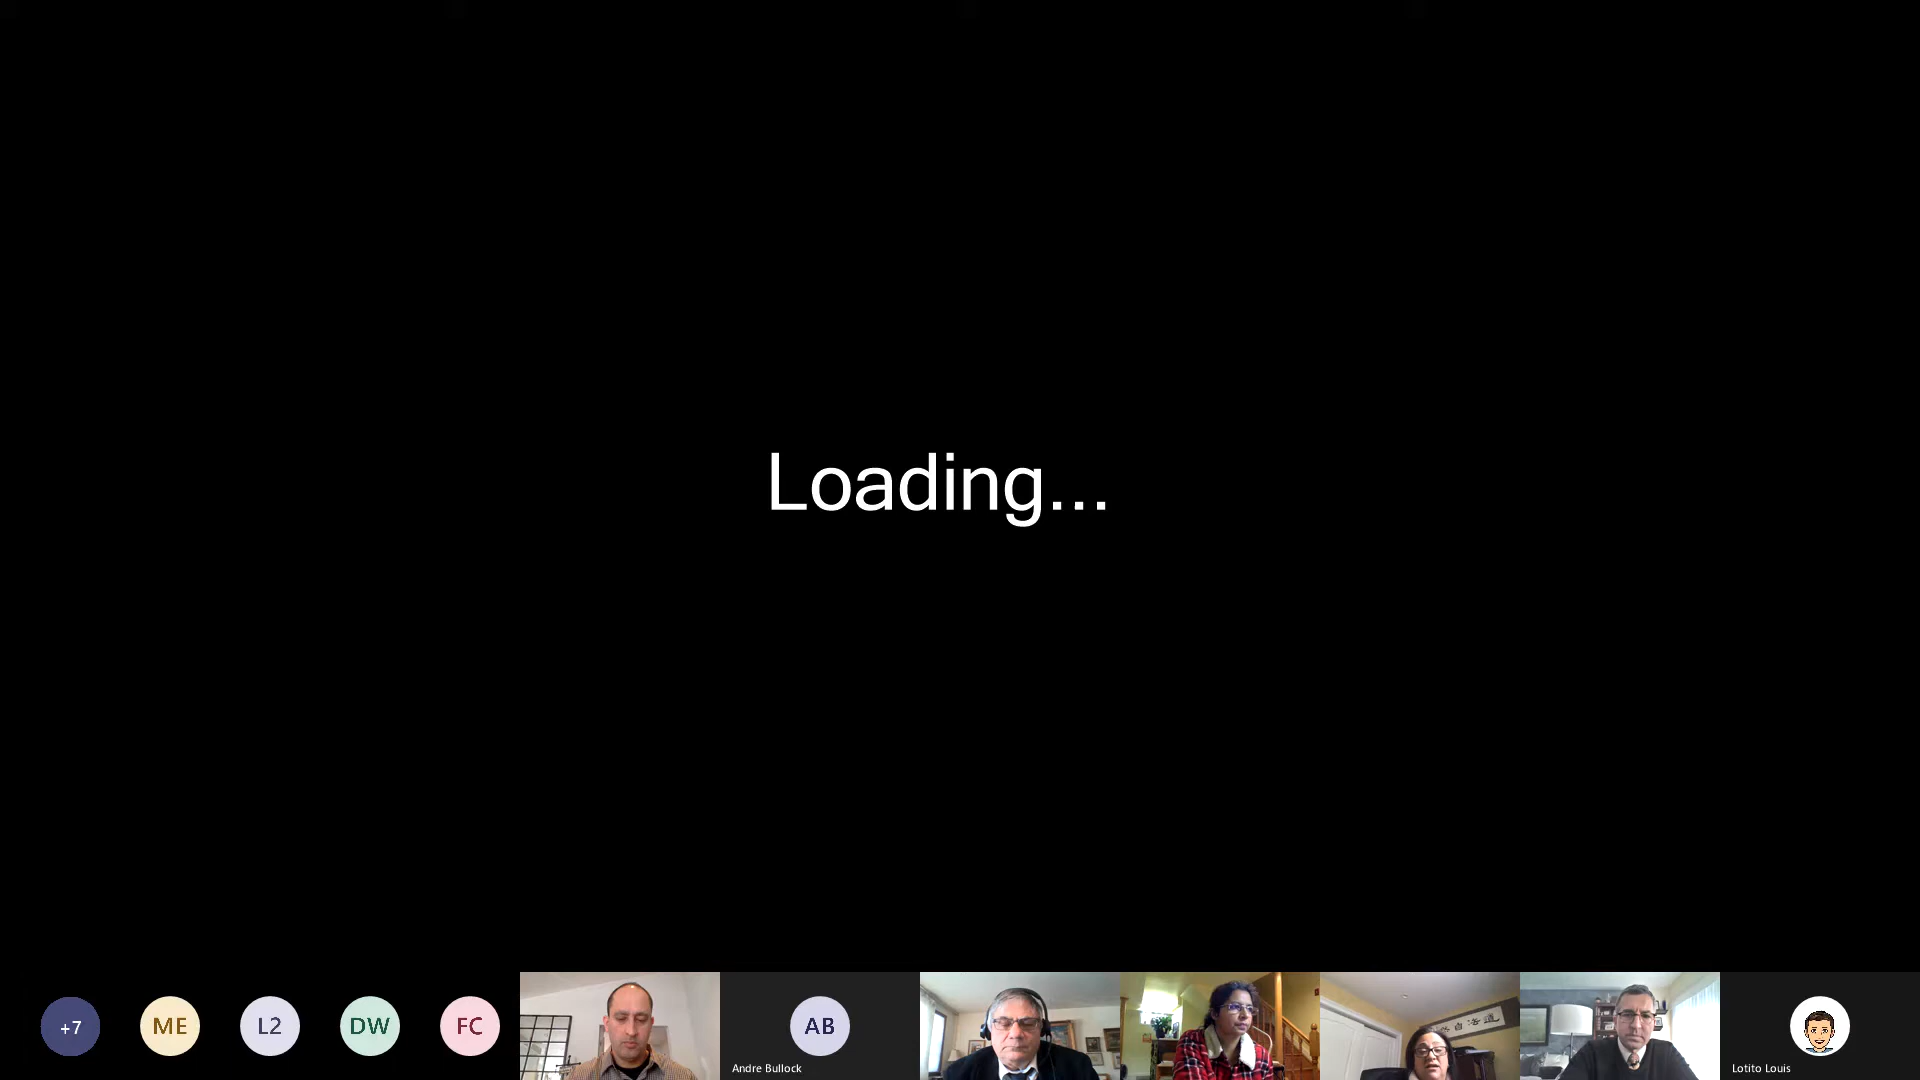 Loading...
+7
ME
L2
DW
FC
AB
Andre Bullock
Lotito Louis